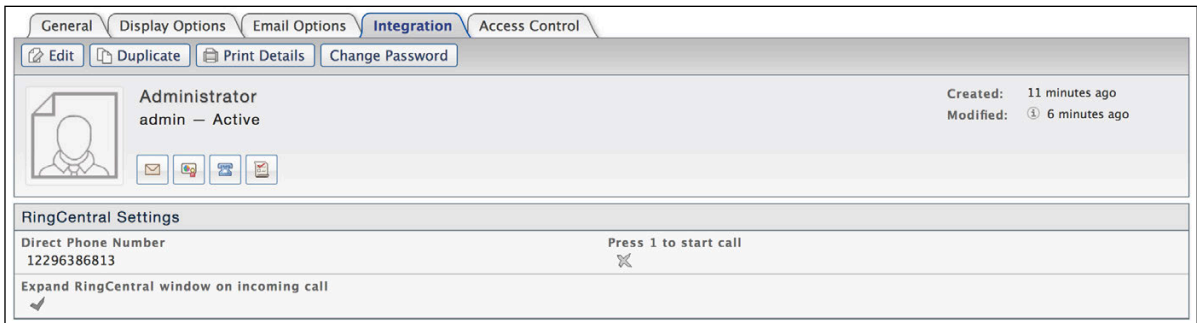 General Display Options Email Options Integration Access Control
Edit Duplicate Print Details Change Password
Administrator
admin — Active
Created: 11 minutes ago
Modified: 6 minutes ago
RingCentral Settings
Direct Phone Number Press 1 to start call
12296386813
Expand RingCentral window on incoming call